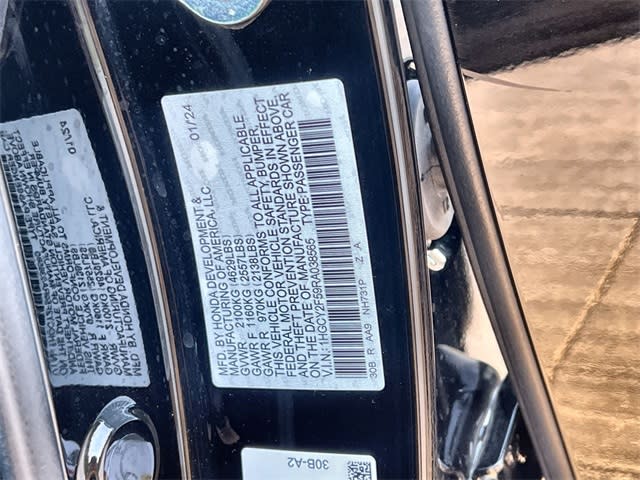 MFD. BY HONDA DEVELOPMENT &
MANUFACTURING OF AMERICA, LLC 01/24
GVWR 2100KG (4629LBS)
GAWR F 1160KG (2557LBS)
GAWR R 970KG (2139LBS)
THIS VEHICLE CONFORMS TO ALL APPLICABLE
FEDERAL MOTOR VEHICLE SAFETY, BUMPER,
AND THEFT PREVENTION STANDARDS IN EFFECT
ON THE DATE OF MANUFACTURE SHOWN ABOVE.
V.I.N.: 1HGCY2F59RA038565 TYPE:PASSENGER CAR
30B R AA9 NH731P Z A
30B-A2